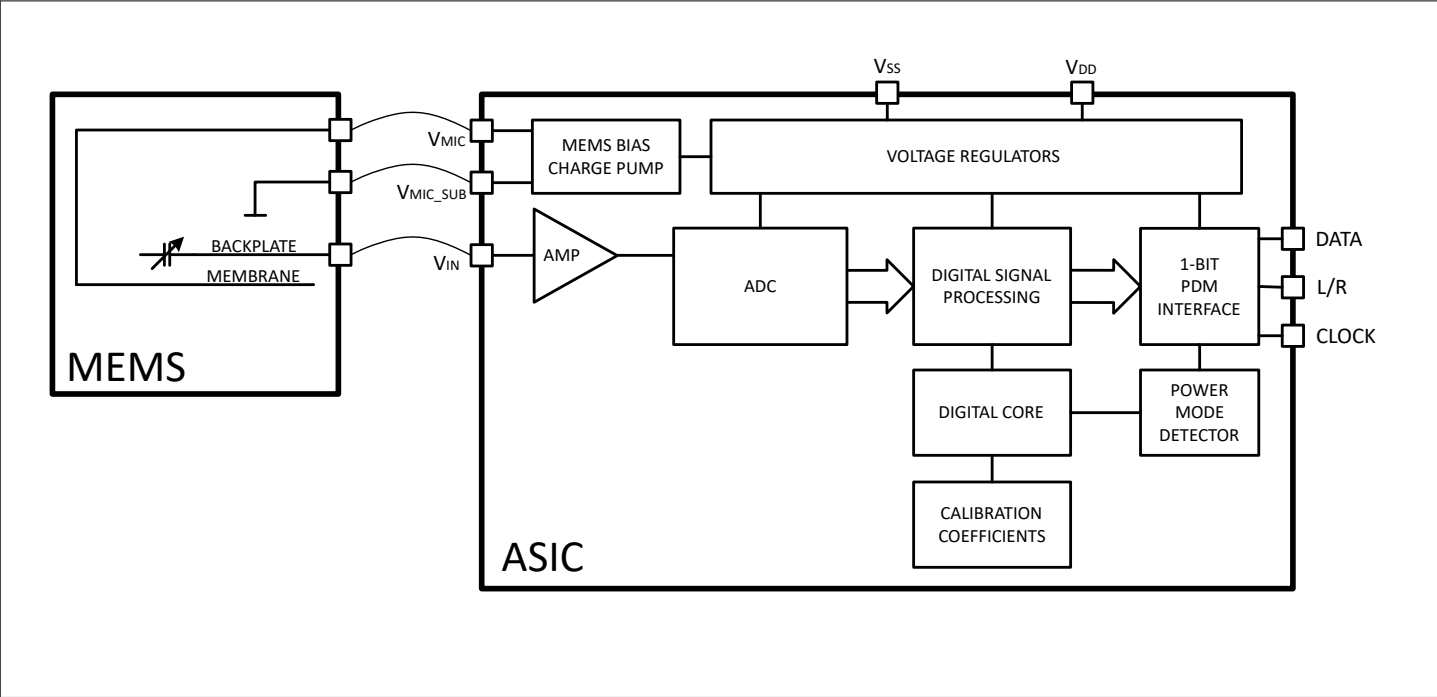 VSS
VDD
VMIC
MEMS BIAS
CHARGE PUMP
VOLTAGE REGULATORS
VMIC_SUB
BACKPLATE
MEMBRANE
VIN
AMP
ADC
DIGITAL SIGNAL
PROCESSING
1-BIT
PDM
INTERFACE
DATA
L/R
CLOCK
MEMS
DIGITAL CORE
POWER
MODE
DETECTOR
CALIBRATION
COEFFICIENTS
ASIC